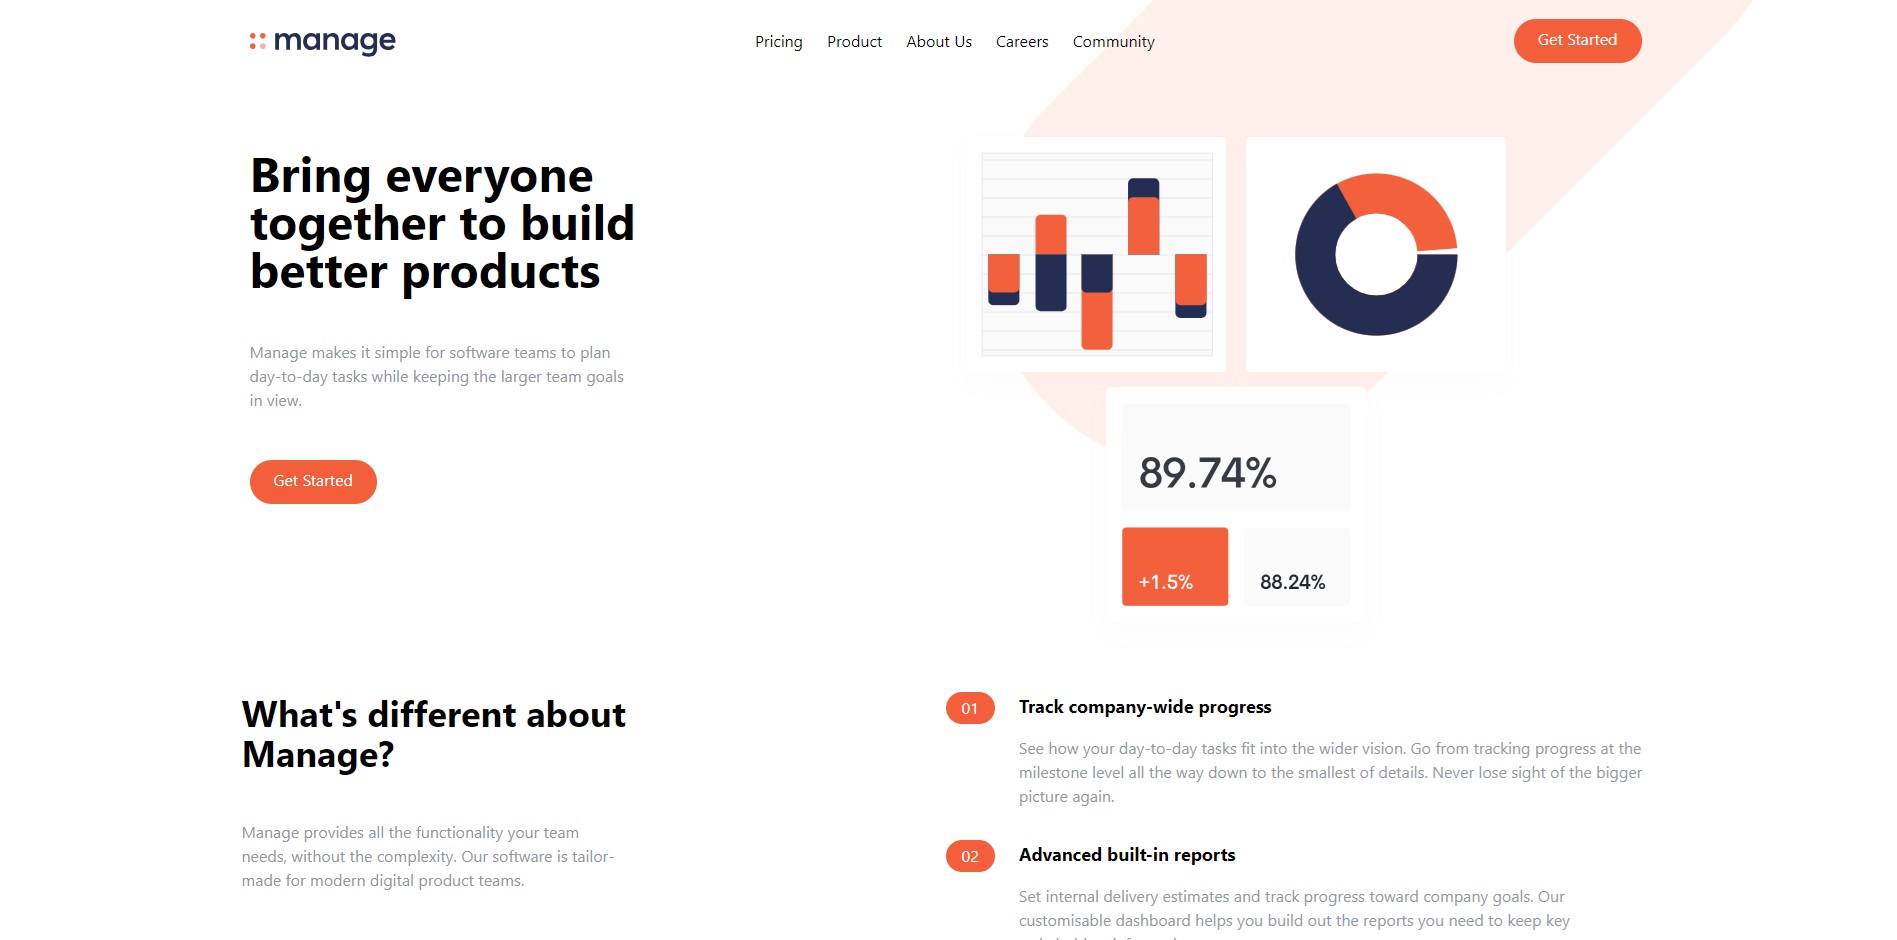 manage
Pricing Product About Us Careers Community
Get Started
Bring everyone
together to build
better products
Manage makes it simple for software teams to plan
day-to-day tasks while keeping the larger team goals
in view.
Get Started
89.74%
+1.5%
88.24%
What's different about
Manage?
Manage provides all the functionality your team
needs, without the complexity. Our software is tailor-
made for modern digital product teams.
01
Track company-wide progress
See how your day-to-day tasks fit into the wider vision. Go from tracking progress at the
milestone level all the way down to the smallest of details. Never lose sight of the bigger
picture again.
02
Advanced built-in reports
Set internal delivery estimates and track progress toward company goals. Our
customisable dashboard helps you build out the reports you need to keep key